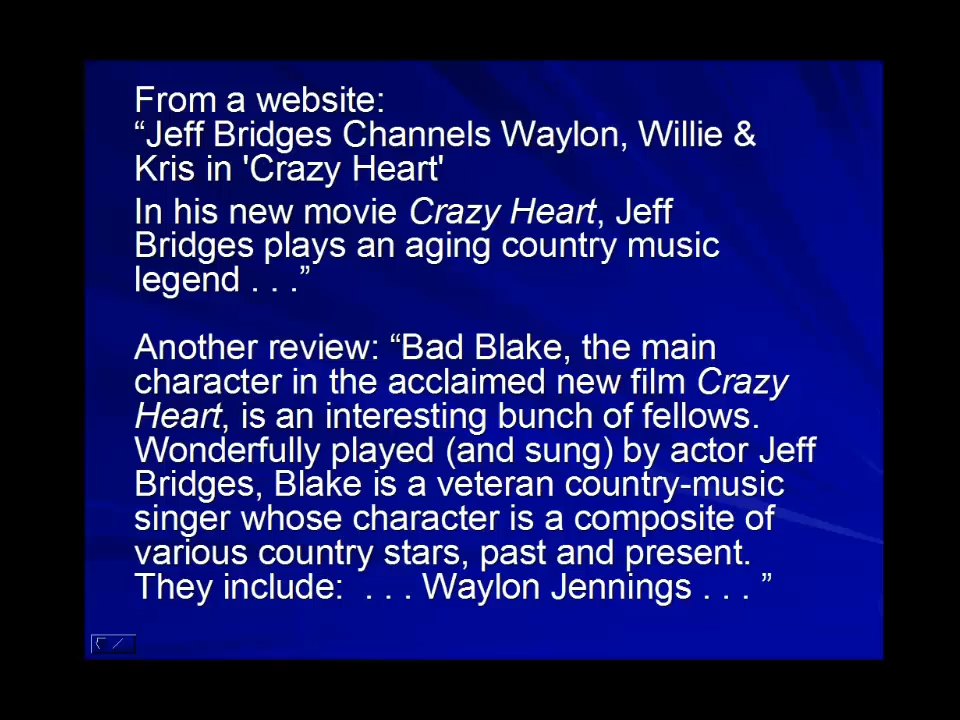 From a website:
“Jeff Bridges Channels Waylon, Willie &
Kris in 'Crazy Heart'
In his new movie Crazy Heart, Jeff
Bridges plays an aging country music
legend . . .”
Another review: “Bad Blake, the main
character in the acclaimed new film Crazy
Heart, is an interesting bunch of fellows.
Wonderfully played (and sung) by actor Jeff
Bridges, Blake is a veteran country-music
singer whose character is a composite of
various country stars, past and present.
They include:  . . . Waylon Jennings . . . ”